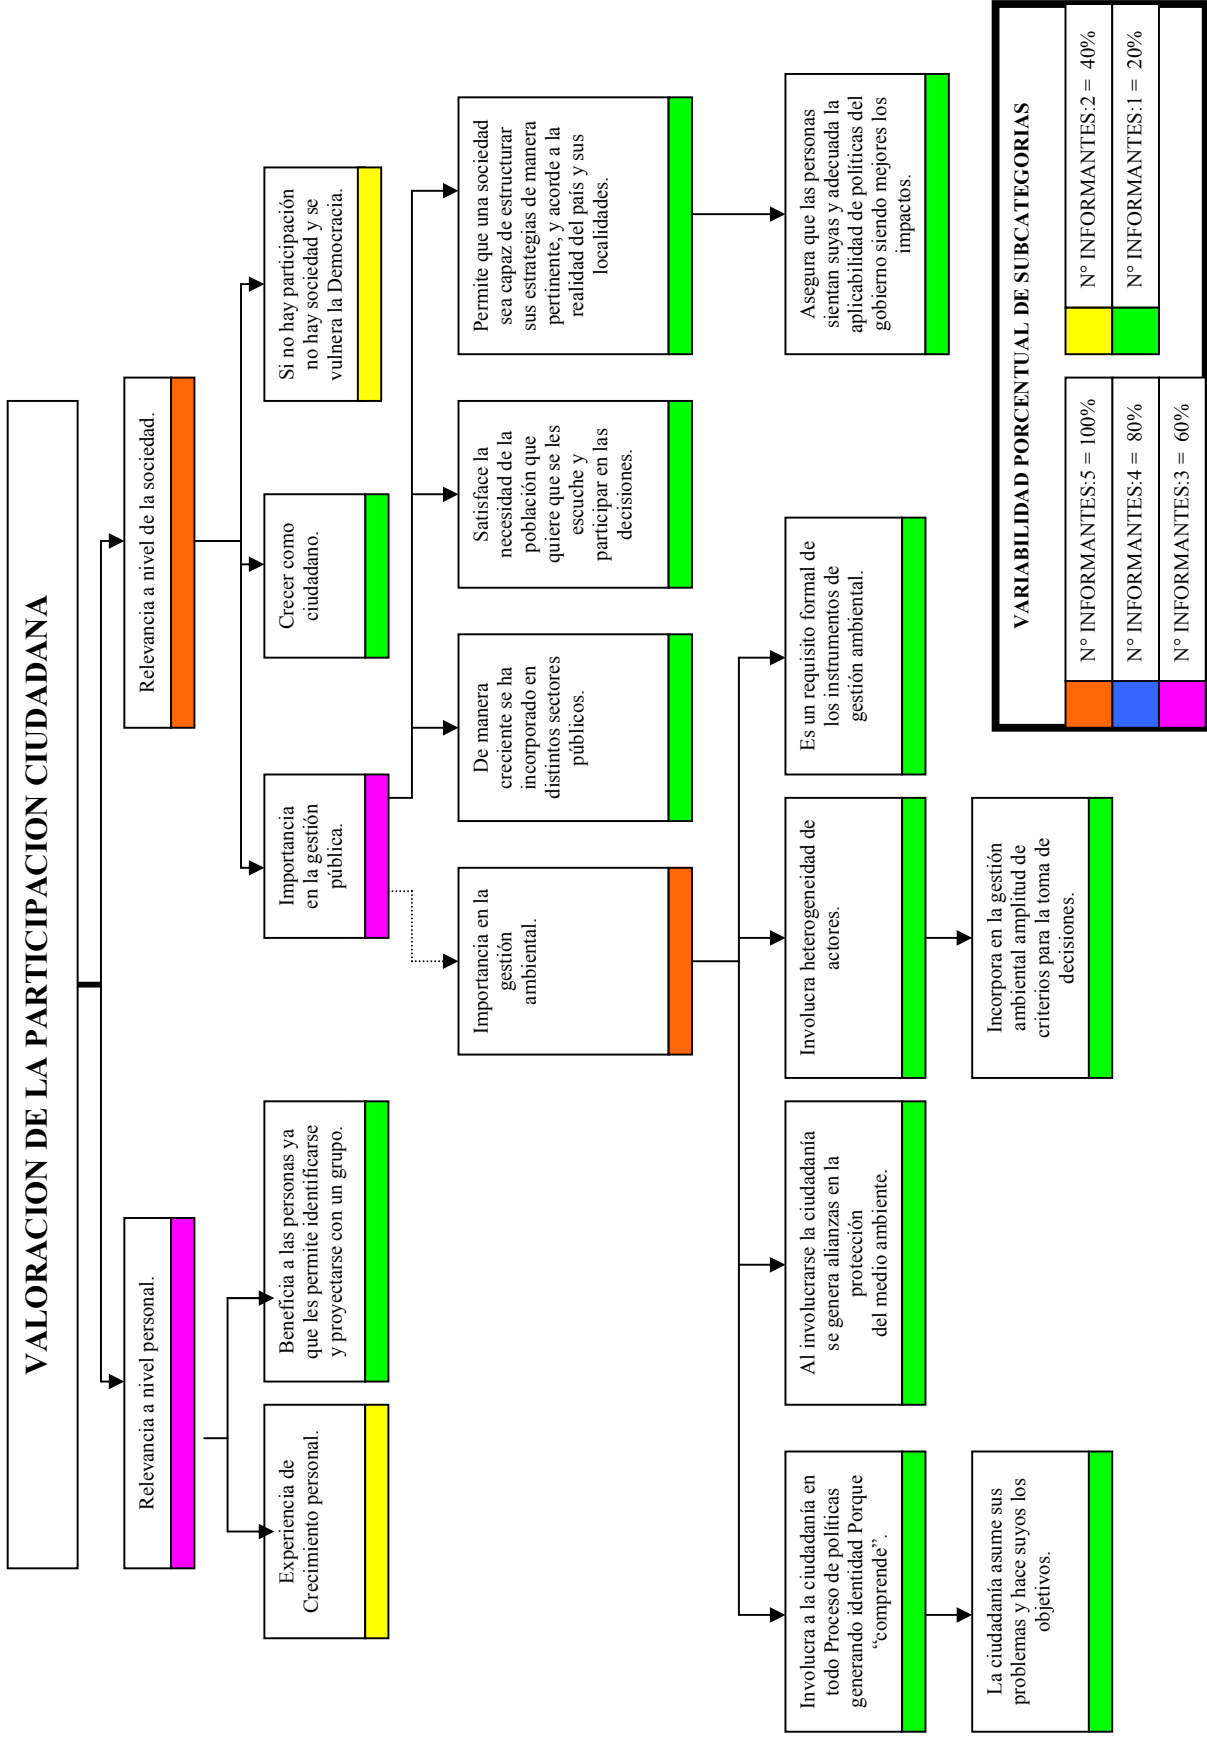 VALORACION DE LA PARTICIPACION CIUDADANA
Relevancia a nivel personal.
Relevancia a nivel de la sociedad.
Experiencia de
Crecimiento personal.
Beneficia a las personas ya
que les permite identificarse
y proyectarse con un grupo.
Importancia
en la gestión
pública.
Crecer como
ciudadano.
Si no hay participación
no hay sociedad y se
vulnera la Democracia.
Importancia en la
gestión
ambiental.
De manera
creciente se ha
incorporado en
distintos sectores
públicos.
Satisface la
necesidad de la
población que
quiere que se les
escuche y
participar en las
decisiones.
Permite que una sociedad
sea capaz de estructurar
sus estrategias de manera
pertinente, y acorde a la
realidad del país y sus
localidades.
Involucra a la ciudadanía en
todo Proceso de políticas
generando identidad Porque
“comprende”.
Al involucrarse la ciudadanía
se genera alianzas en la
protección
del medio ambiente.
Involucra heterogeneidad de
actores.
Es un requisito formal de
los instrumentos de
gestión ambiental.
Asegura que las personas
sientan suyas y adecuada la
aplicabilidad de políticas del
gobierno siendo mejores los
impactos.
La ciudadanía asume sus
problemas y hace suyos los
objetivos.
Incorpora en la gestión
ambiental amplitud de
criterios para la toma de
decisiones.
VARIABILIDAD PORCENTUAL DE SUBCATEGORIAS
N° INFORMANTES:5 = 100%
N° INFORMANTES:2 = 40%
N° INFORMANTES:4 = 80%
N° INFORMANTES:1 = 20%
N° INFORMANTES:3 = 60%